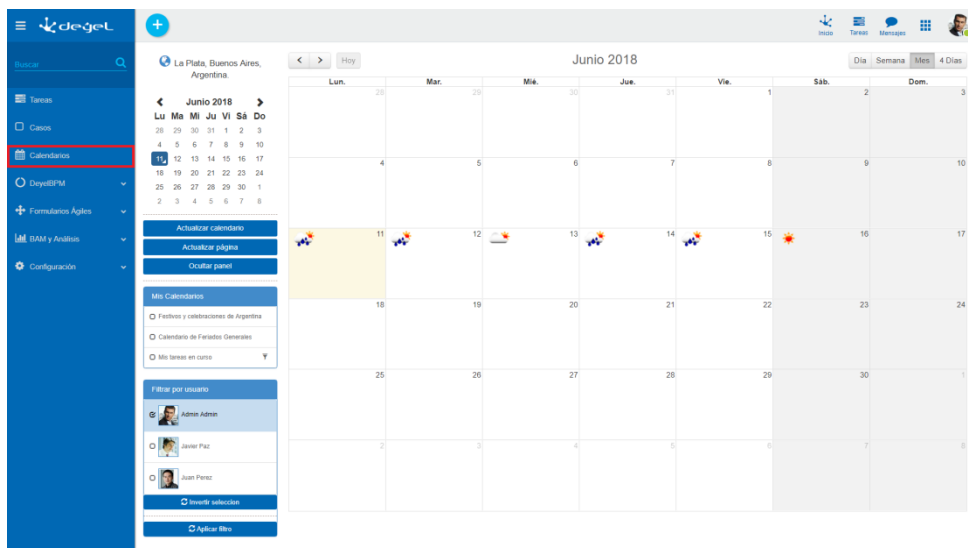 deyel
Inicio Tareas Mensajes
Buscar
Tareas
Casos
Calendarios
DeyelBPM
Formularios Ágiles
BAM y Análisis
Configuración
La Plata, Buenos Aires,
Argentina.
Junio 2018
Lu Ma Mi Ju Vi Sá Do
28 29 30 31 1 2 3
4 5 6 7 8 9 10
11 12 13 14 15 16 17
18 19 20 21 22 23 24
25 26 27 28 29 30 1
2 3 4 5 6 7 8
Actualizar calendario
Actualizar página
Ocultar panel
Mis Calendarios
Festivos y celebraciones de Argentina
Calendario de Feriados Generales
Mis tareas en curso
Filtrar por usuario
Admin Admin
Javier Paz
Juan Perez
Invertir seleccion
Aplicar filtro
Hoy
Junio 2018
Día Semana Mes 4 Días
Lun. Mar. Mié. Jue. Vie. Sáb. Dom.
28 29 30 31 1 2 3
4 5 6 7 8 9 10
11 12 13 14 15 16 17
18 19 20 21 22 23 24
25 26 27 28 29 30 1
2 3 4 5 6 7 8